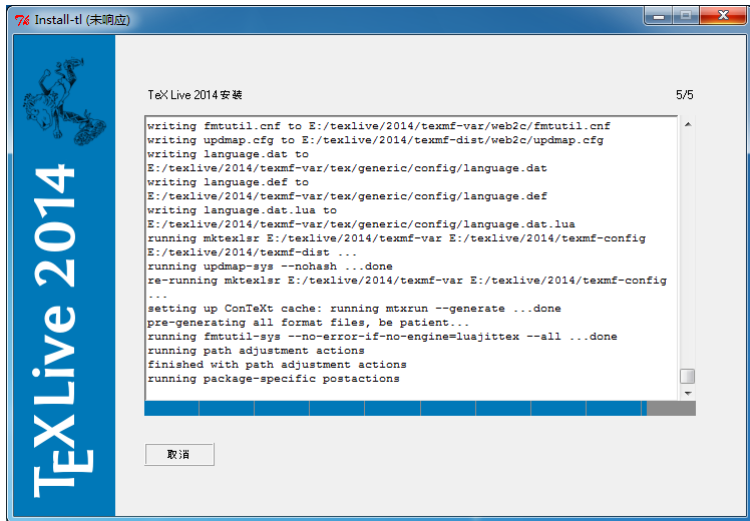 Install-tl (未响应)
TeX Live 2014
TeX Live 2014安装
5/5
writing fmtutil.cnf to E:/texlive/2014/texmf-var/web2c/fmtutil.cnf
writing updmap.cfg to E:/texlive/2014/texmf-dist/web2c/updmap.cfg
writing language.dat to
E:/texlive/2014/texmf-var/tex/generic/config/language.dat
writing language.def to
E:/texlive/2014/texmf-var/tex/generic/config/language.def
writing language.dat.lua to
E:/texlive/2014/texmf-var/tex/generic/config/language.dat.lua
running mktexlsr E:/texlive/2014/texmf-var E:/texlive/2014/texmf-config
E:/texlive/2014/texmf-dist ...
running updmap-sys --nohash ...done
re-running mktexlsr E:/texlive/2014/texmf-var E:/texlive/2014/texmf-config
...
setting up ConTeXt cache: running mtxrun --generate ...done
pre-generating all format files, be patient...
running fmtutil-sys --no-error-if-no-engine=luajittex --all ...done
running path adjustment actions
finished with path adjustment actions
running package-specific postactions
取消